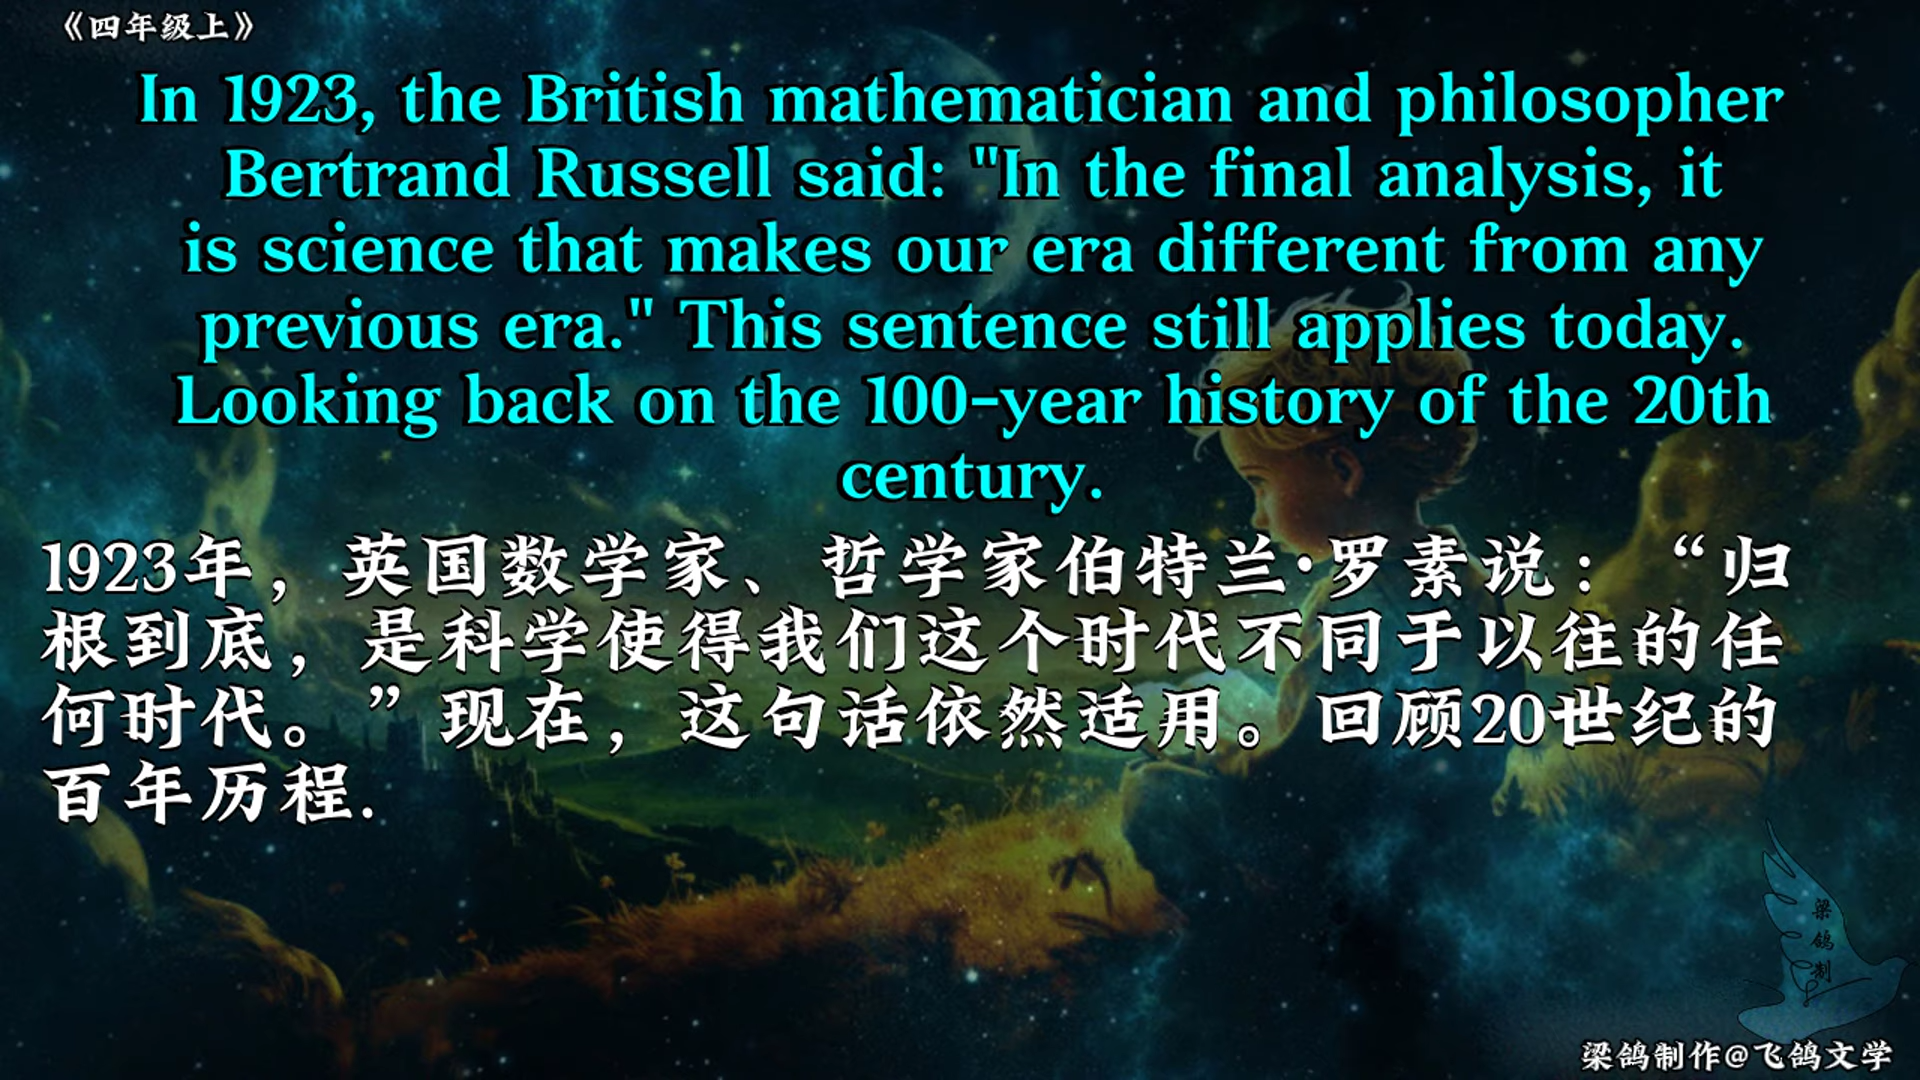 《四年级上》
In 1923, the British mathematician and philosopher
Bertrand Russell said: "In the final analysis, it
is science that makes our era different from any
previous era." This sentence still applies today.
Looking back on the 100-year history of the 20th
century.
1923年，英国数学家、哲学家伯特兰·罗素说：“归
根到底，是科学使得我们这个时代不同于以往的任
何时代。”现在，这句话依然适用。回顾20世纪的
百年历程.
梁
鸽
制
梁鸽制作@飞鸽文学